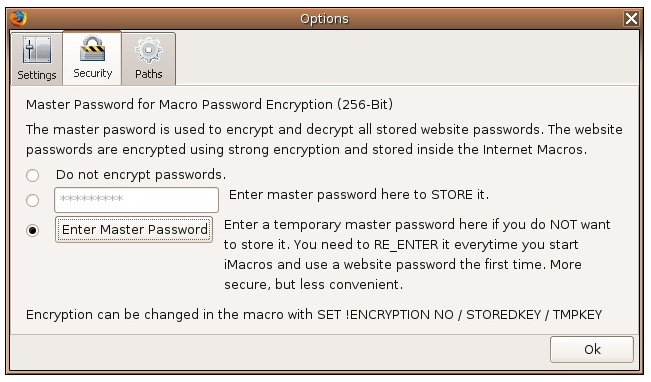 Options
Settings
Security
Paths
Master Password for Macro Password Encryption (256-Bit)
The master pasword is used to encrypt and decrypt all stored website passwords. The website
passwords are encrypted using strong encryption and stored inside the Internet Macros.
Do not encrypt passwords.
********** Enter master password here to STORE it.
Enter Master Password
Enter a temporary master password here if you do NOT want
to store it. You need to RE_ENTER it everytime you start
iMacros and use a website password the first time. More
secure, but less convenient.
Encryption can be changed in the macro with SET !ENCRYPTION NO / STOREDKEY / TMPKEY
Ok